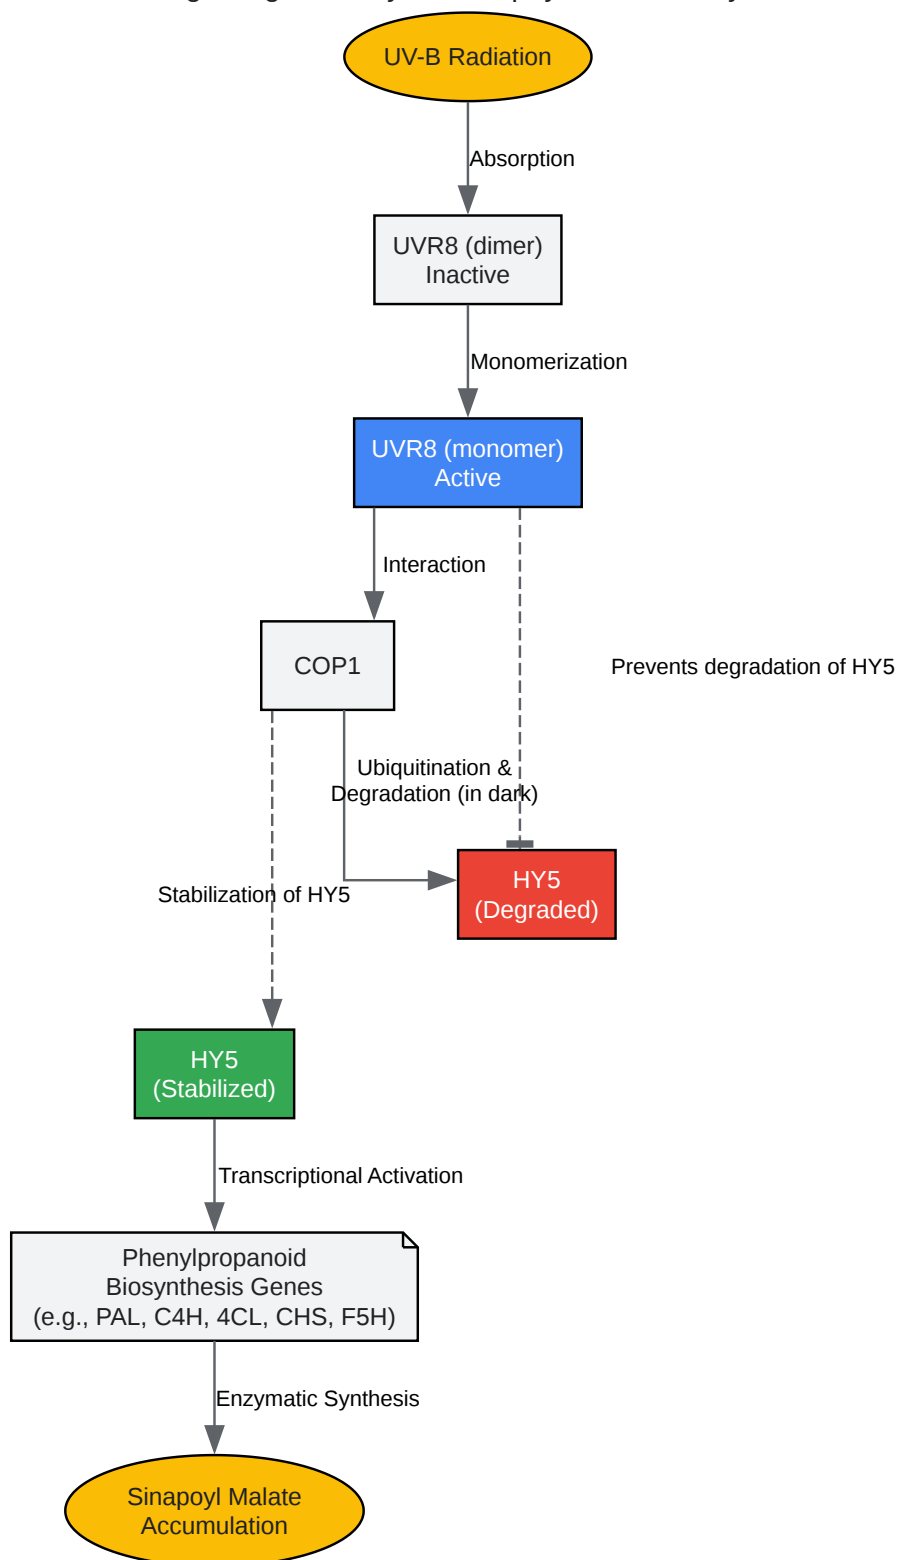 UV-B Radiation
Absorption
UVR8 (dimer)
Inactive
Monomerization
UVR8 (monomer)
Active
Interaction
COP1
Prevents degradation of HY5
Ubiquitination &
Degradation (in dark)
HY5
(Degraded)
Stabilization of HY5
HY5
(Stabilized)
Transcriptional Activation
Phenylpropanoid
Biosynthesis Genes
(e.g., PAL, C4H, 4CL, CHS, F5H)
Enzymatic Synthesis
Sinapoyl Malate
Accumulation